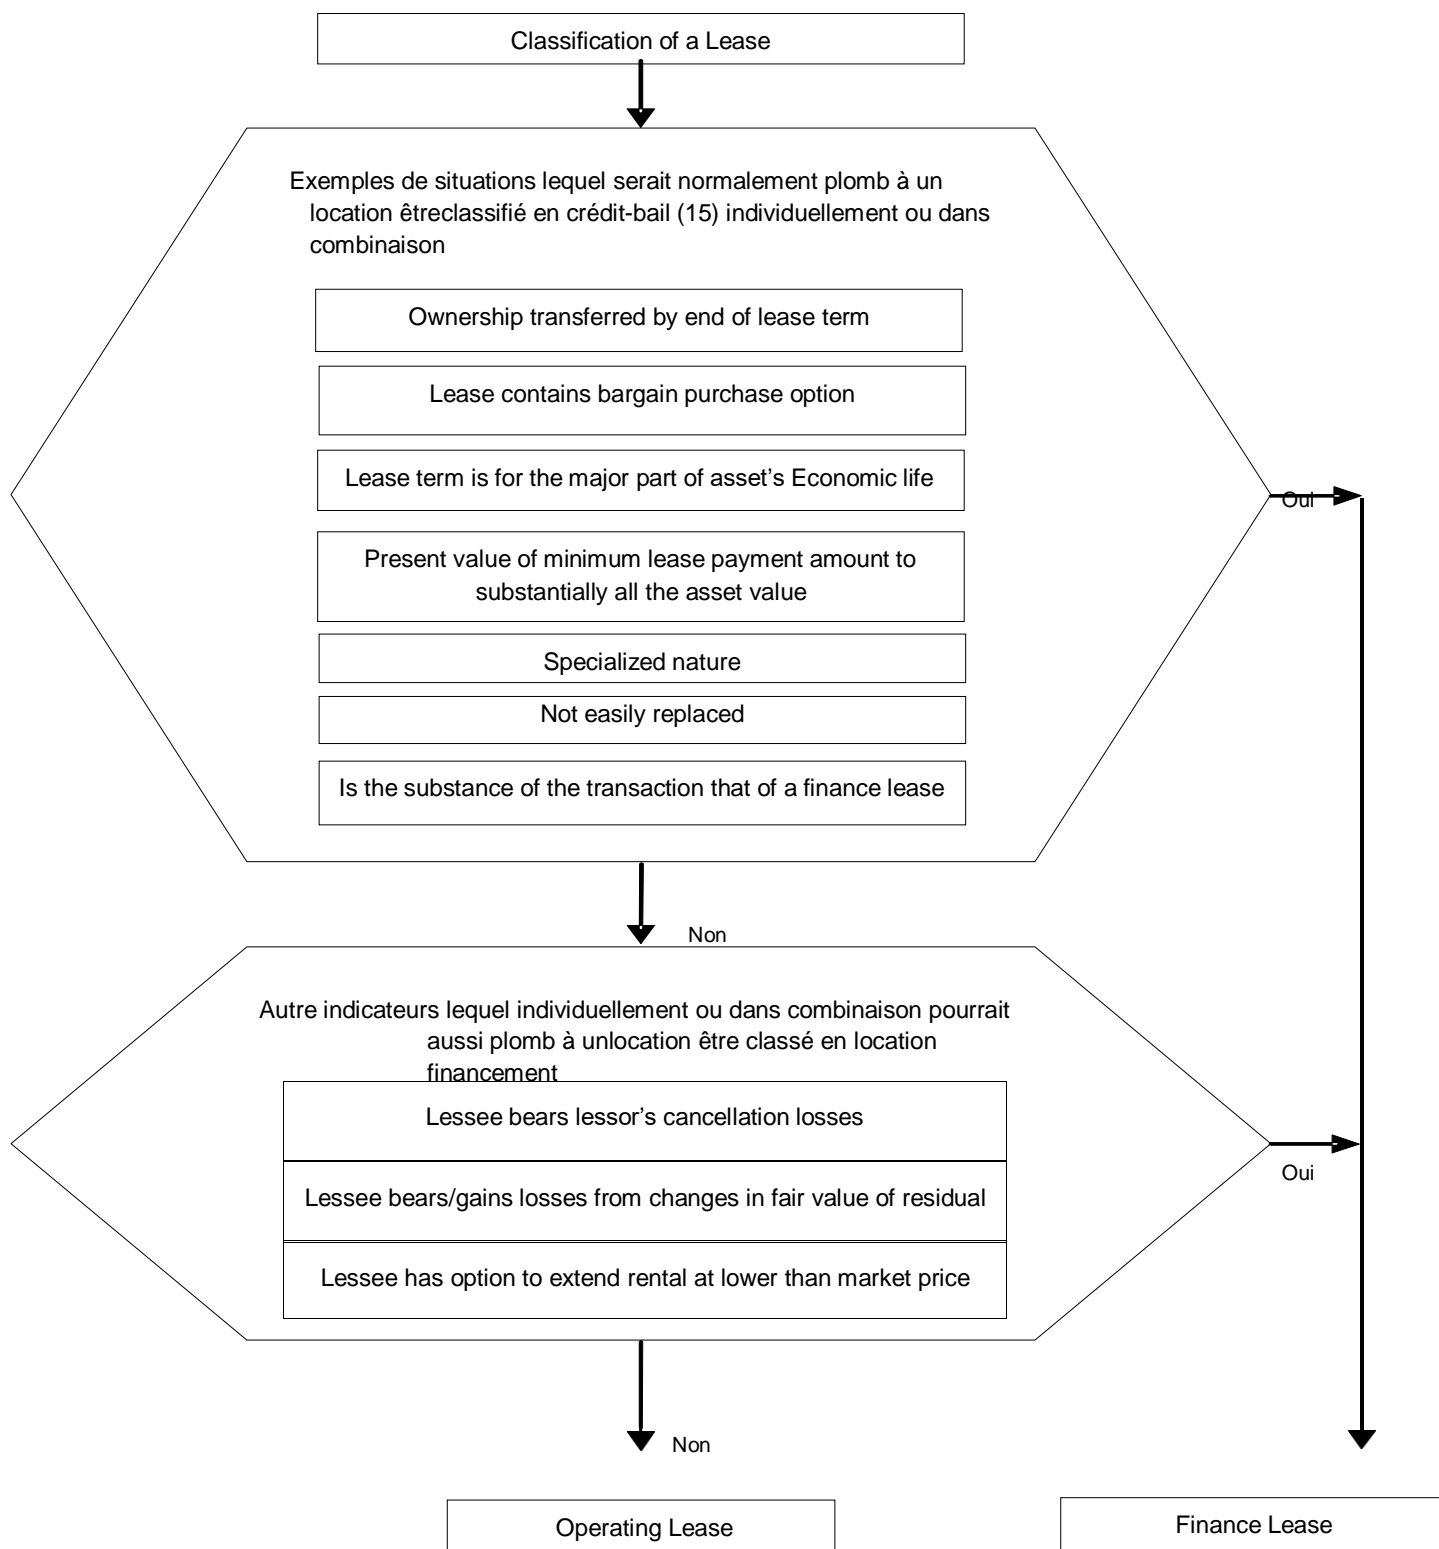 Classification of a Lease
Exemples de situations lequel serait normalement plomb à un
location êtreclassifié en crédit-bail (15) individuellement ou dans
combinaison
Ownership transferred by end of lease term
Lease contains bargain purchase option
Lease term is for the major part of asset’s Economic life
Oui
Present value of minimum lease payment amount to
substantially all the asset value
Specialized nature
Not easily replaced
Is the substance of the transaction that of a finance lease
Non
Autre indicateurs lequel individuellement ou dans combinaison pourrait
aussi plomb à unlocation être classé en location
financement
Lessee bears lessor’s cancellation losses
Oui
Lessee bears/gains losses from changes in fair value of residual
Lessee has option to extend rental at lower than market price
Non
Operating Lease
Finance Lease